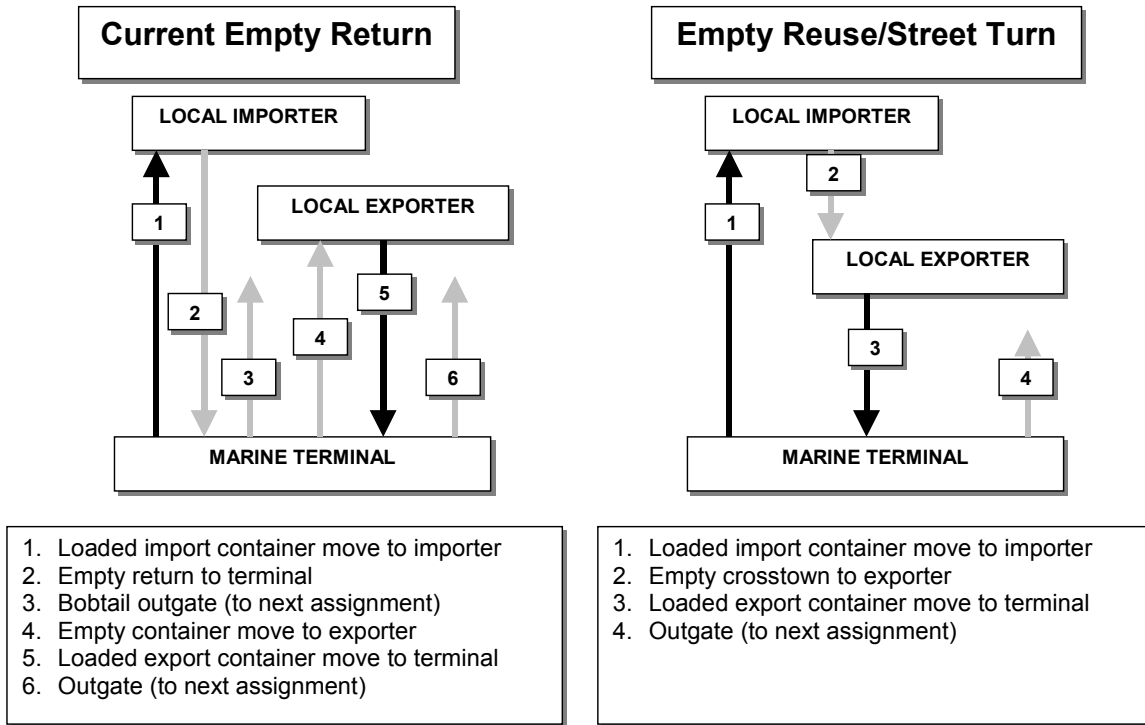 Current Empty Return
LOCAL IMPORTER
LOCAL EXPORTER
1
2
3
4
5
6
MARINE TERMINAL
1. Loaded import container move to importer
2. Empty return to terminal
3. Bobtail outgate (to next assignment)
4. Empty container move to exporter
5. Loaded export container move to terminal
6. Outgate (to next assignment)
Empty Reuse/Street Turn
LOCAL IMPORTER
2
1
LOCAL EXPORTER
3
4
MARINE TERMINAL
1. Loaded import container move to importer
2. Empty crosstown to exporter
3. Loaded export container move to terminal
4. Outgate (to next assignment)